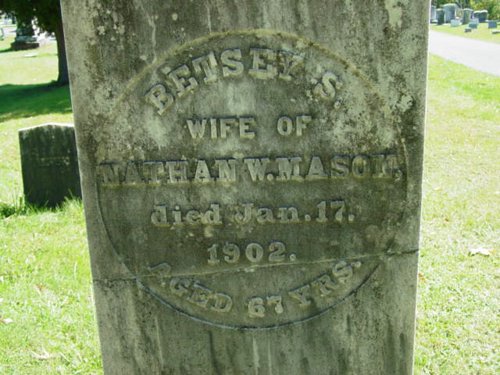 BETSEY S.
WIFE OF
NATHAN W. MASON,
died Jan. 17,
1902.
AGED 67 YRS.